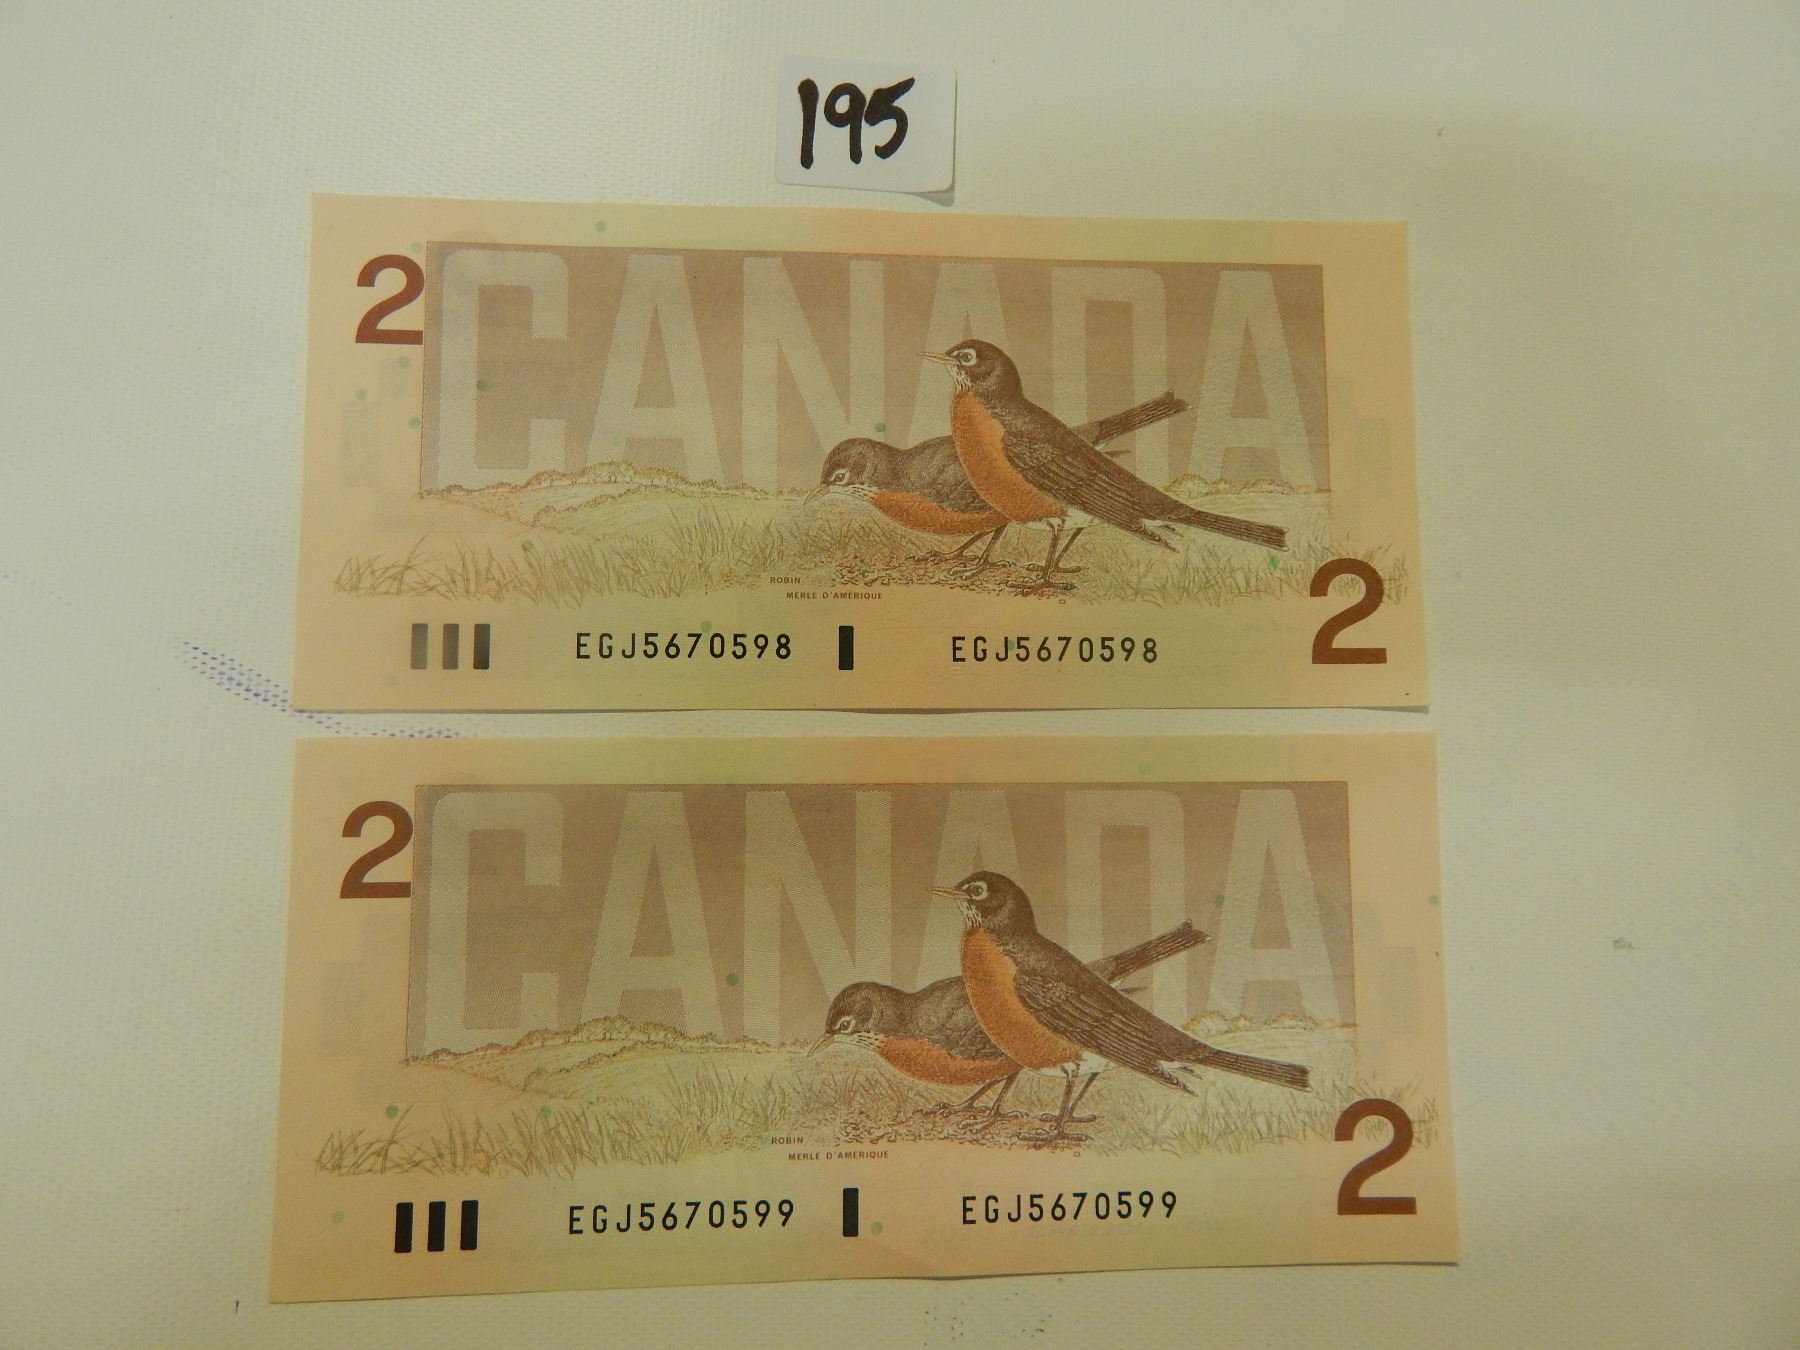 195
2
CANADA
ROBIN
MERLE D'AMÉRIQUE
EGJ5670598 EGJ5670598
2
2
CANADA
ROBIN
MERLE D'AMÉRIQUE
EGJ5670599 EGJ5670599
2